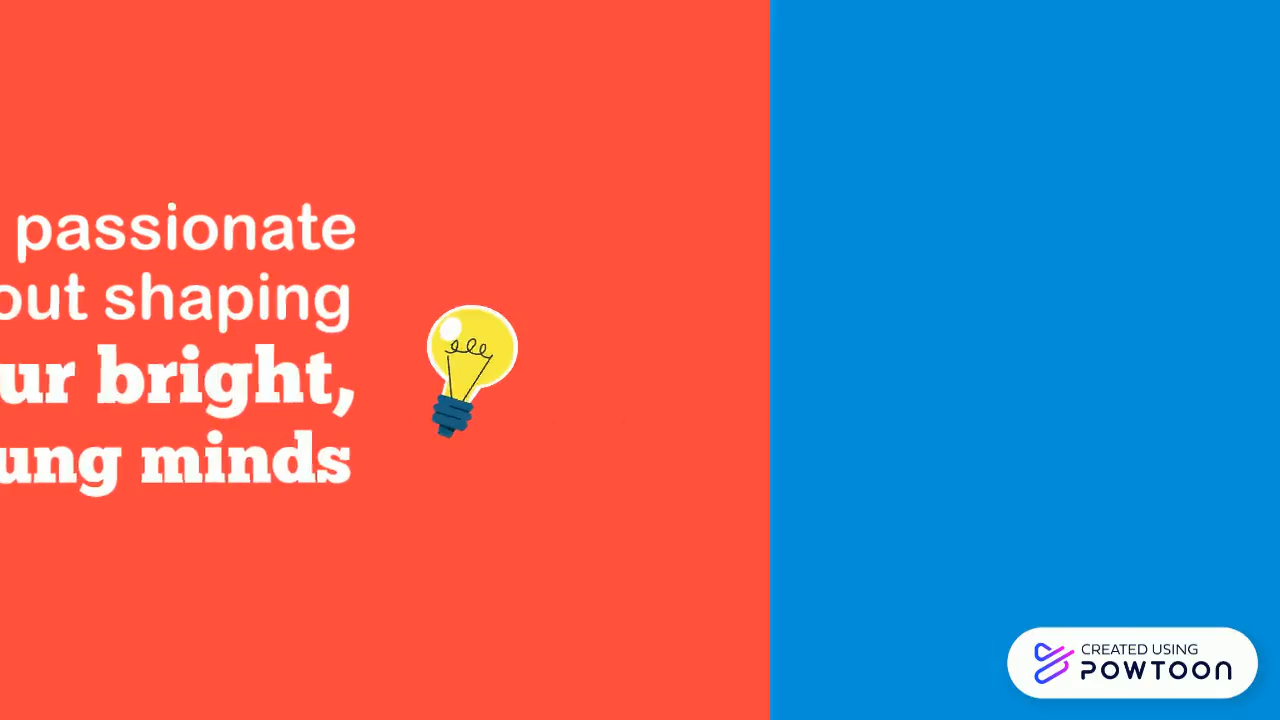 passionate
out shaping
ur bright,
ung minds
CREATED USING
POWTOON